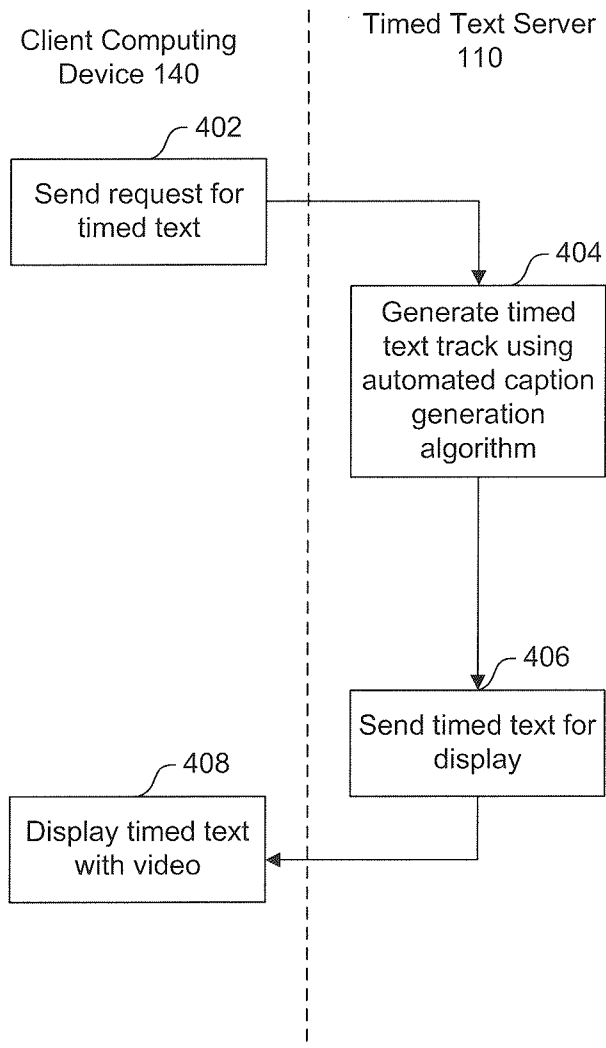 Client Computing
Device 140
Timed Text Server
110
402
Send request for
timed text
404
Generate timed
text track using
automated caption
generation
algorithm
406
Send timed text for
display
408
Display timed text
with video